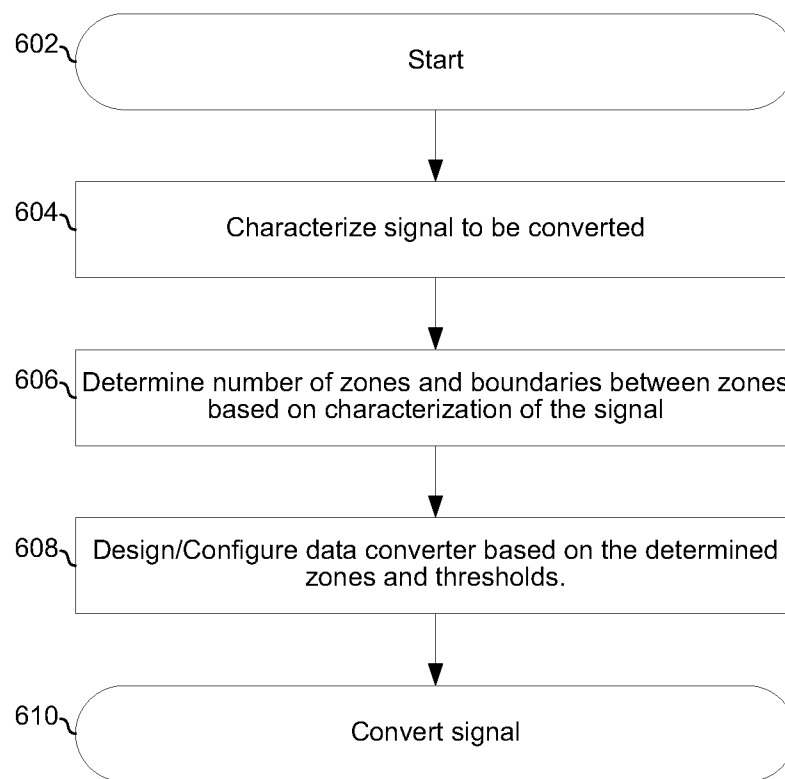 602
Start
604
Characterize signal to be converted
606
Determine number of zones and boundaries between zones
based on characterization of the signal
608
Design/Configure data converter based on the determined
zones and thresholds.
610
Convert signal